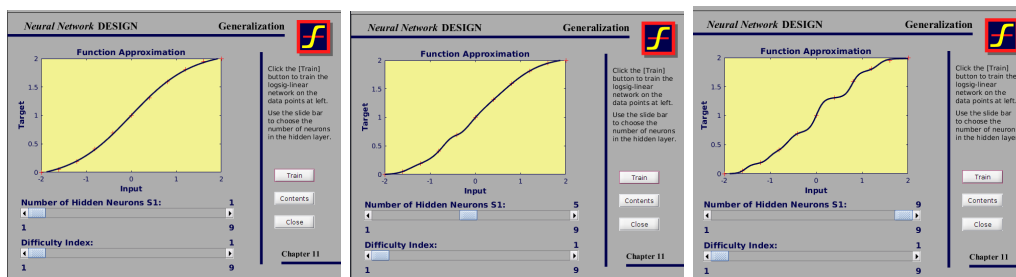 Neural Network DESIGN Generalization
Function Approximation
Click the [Train]
button to train the
logsig-linear
network on the
data points at left.
Use the slide bar
to choose the
number of neurons
in the hidden layer.
Target
2
1.5
1
0.5
0
-2 -1 0 1 2
Input
Train
Contents
Close
Number of Hidden Neurons S1: 1
1 9
Difficulty Index: 1
1 9
Chapter 11
Neural Network DESIGN Generalization
Function Approximation
Click the [Train]
button to train the
logsig-linear
network on the
data points at left.
Use the slide bar
to choose the
number of neurons
in the hidden layer.
Target
2
1.5
1
0.5
0
-2 -1 0 1 2
Input
Train
Contents
Close
Number of Hidden Neurons S1: 5
1 9
Difficulty Index: 1
1 9
Chapter 11
Neural Network DESIGN Generalization
Function Approximation
Click the [Train]
button to train the
logsig-linear
network on the
data points at left.
Use the slide bar
to choose the
number of neurons
in the hidden laye
Target
2
1.5
1
0.5
0
-2 -1 0 1 2
Input
Train
Contents
Close
Number of Hidden Neurons S1: 9
1 9
Difficulty Index: 1
1 9
Chapter 11